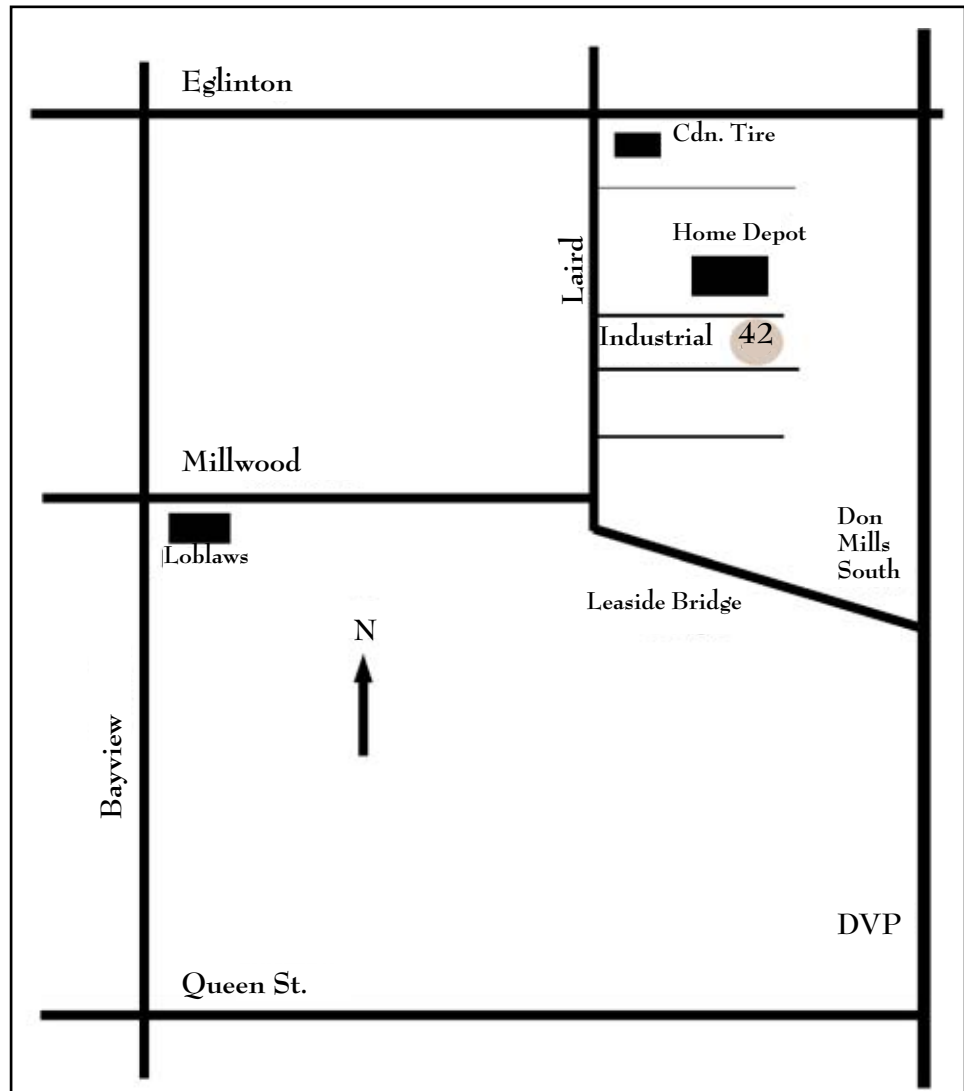 Eglinton
Cdn. Tire
Home Depot
Laird
Industrial 42
Millwood
Loblaws
Don
Mills
South
Leaside Bridge
N
Bayview
DVP
Queen St.